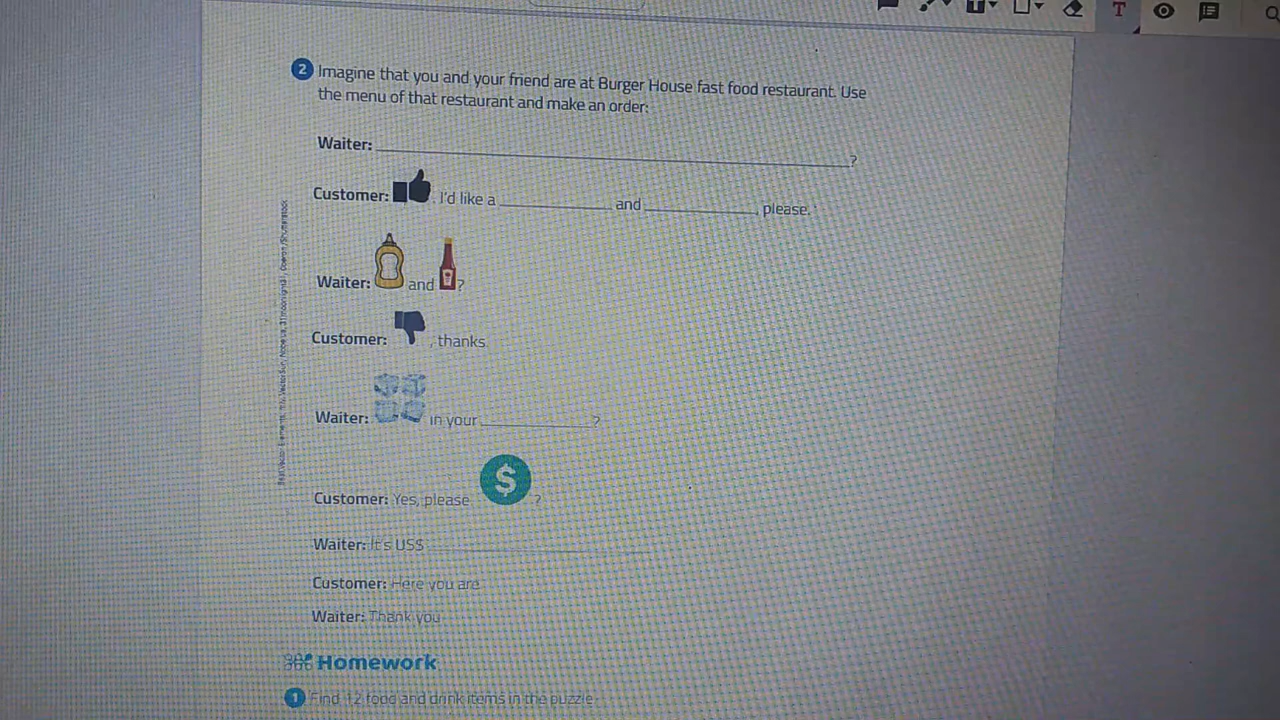 T
2 Imagine that you and your friend are at Burger House fast food restaurant. Use
the menu of that restaurant and make an order:
Waiter: ?
Customer: . I'd like a and , please.
Waiter: and ?
Customer: , thanks.
Waiter: in your ?
Customer: Yes, please $ ?
Waiter: It's US$
Customer: Here you are
Waiter: Thank you
Homework
1 Find 12 food and drink items in the puzzle